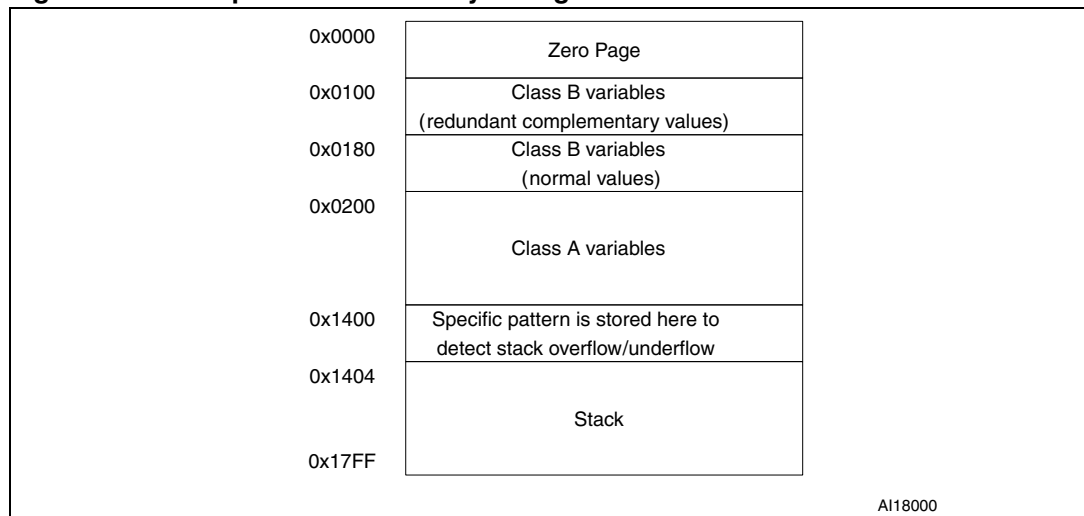 0x0000
Zero Page
0x0100
Class B variables
(redundant complementary values)
0x0180
Class B variables
(normal values)
0x0200
Class A variables
0x1400
Specific pattern is stored here to
detect stack overflow/underflow
0x1404
Stack
0x17FF
AI18000